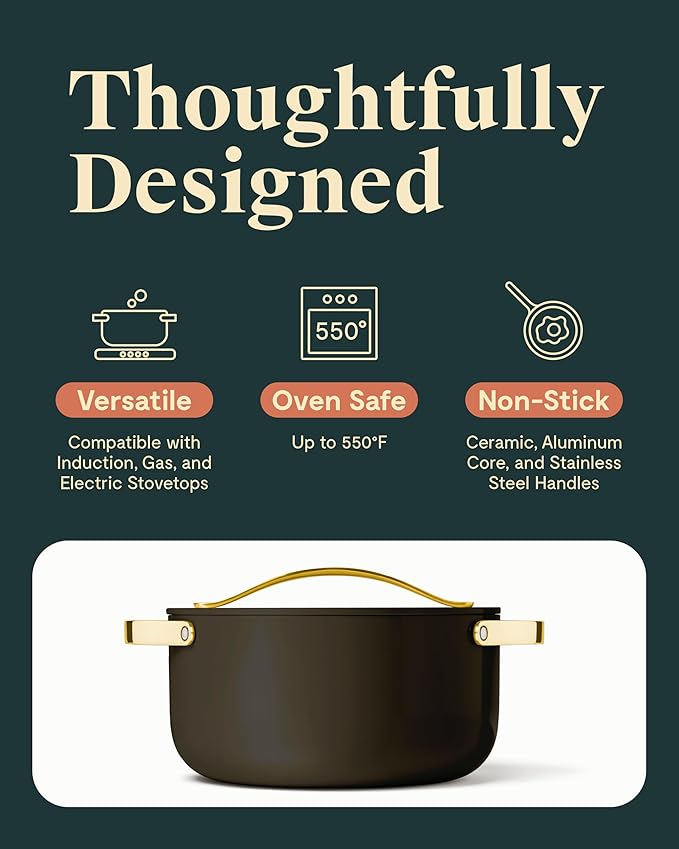 Thoughtfully
Designed
550°
Versatile
Oven Safe
Non-Stick
Compatible with
Induction, Gas, and
Electric Stovetops
Up to 550°F
Ceramic, Aluminum
Core, and Stainless
Steel Handles